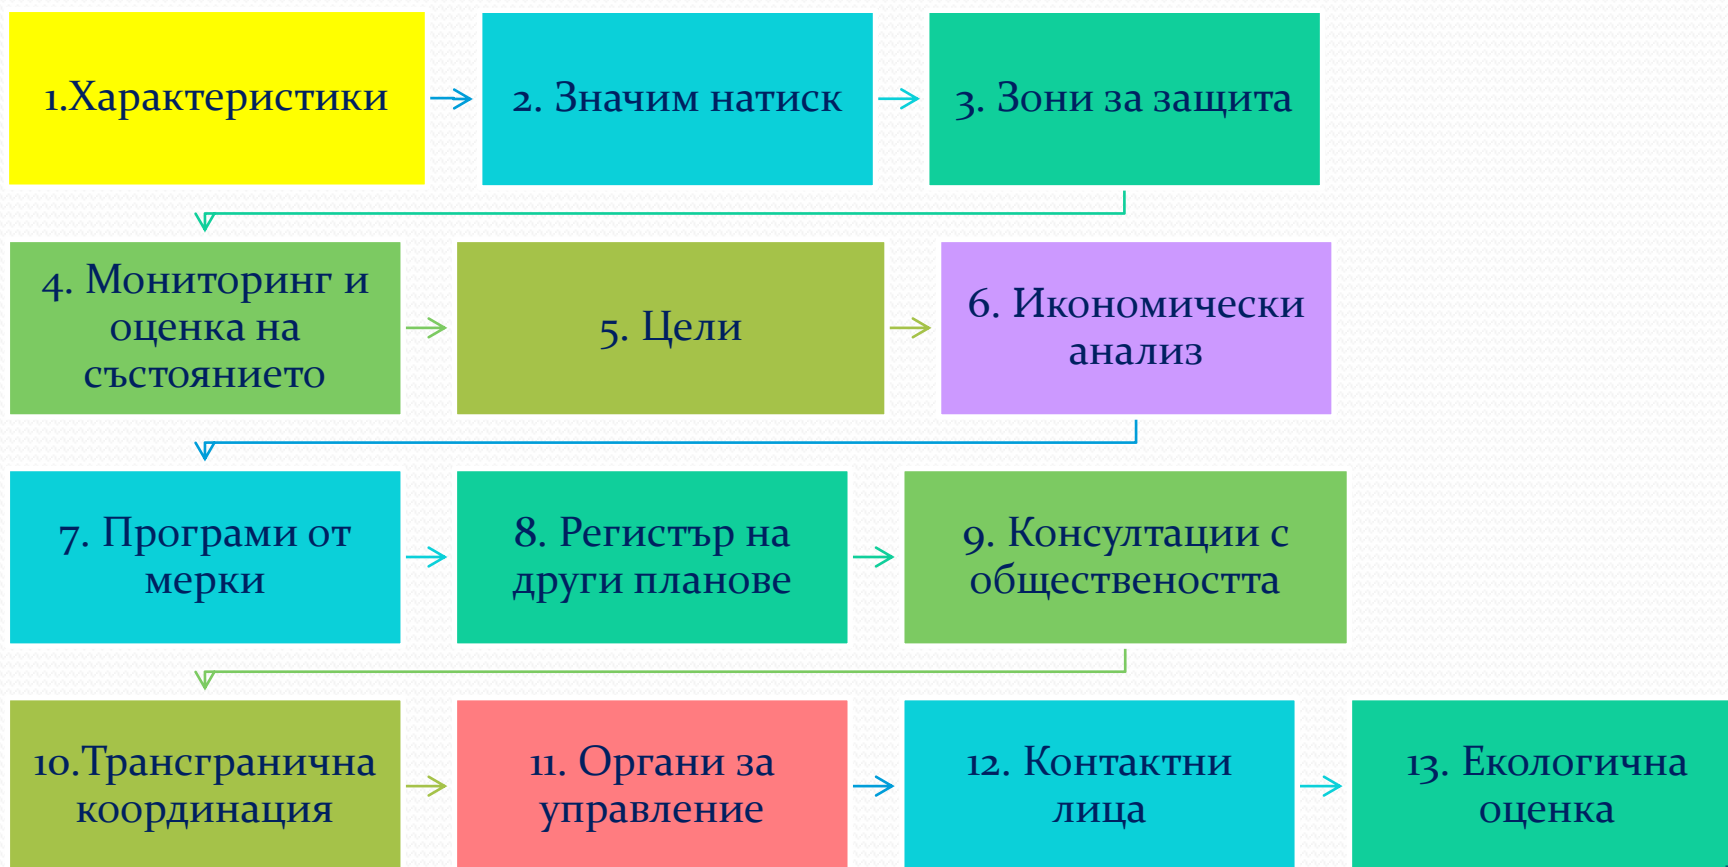 1.Характеристики
2. Значим натиск
3. Зони за защита
4. Мониторинг и
оценка на
състоянието
5. Цели
6. Икономически
анализ
7. Програми от
мерки
8. Регистър на
други планове
9. Консултации с
обществеността
10.Трансгранична
координация
11. Органи за
управление
12. Контактни
лица
13. Екологична
оценка